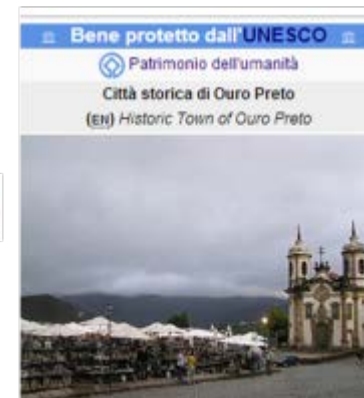 Bene protetto dall'UNESCO
Patrimonio dell'umanità
Città storica di Ouro Preto
(EN) Historic Town of Ouro Preto